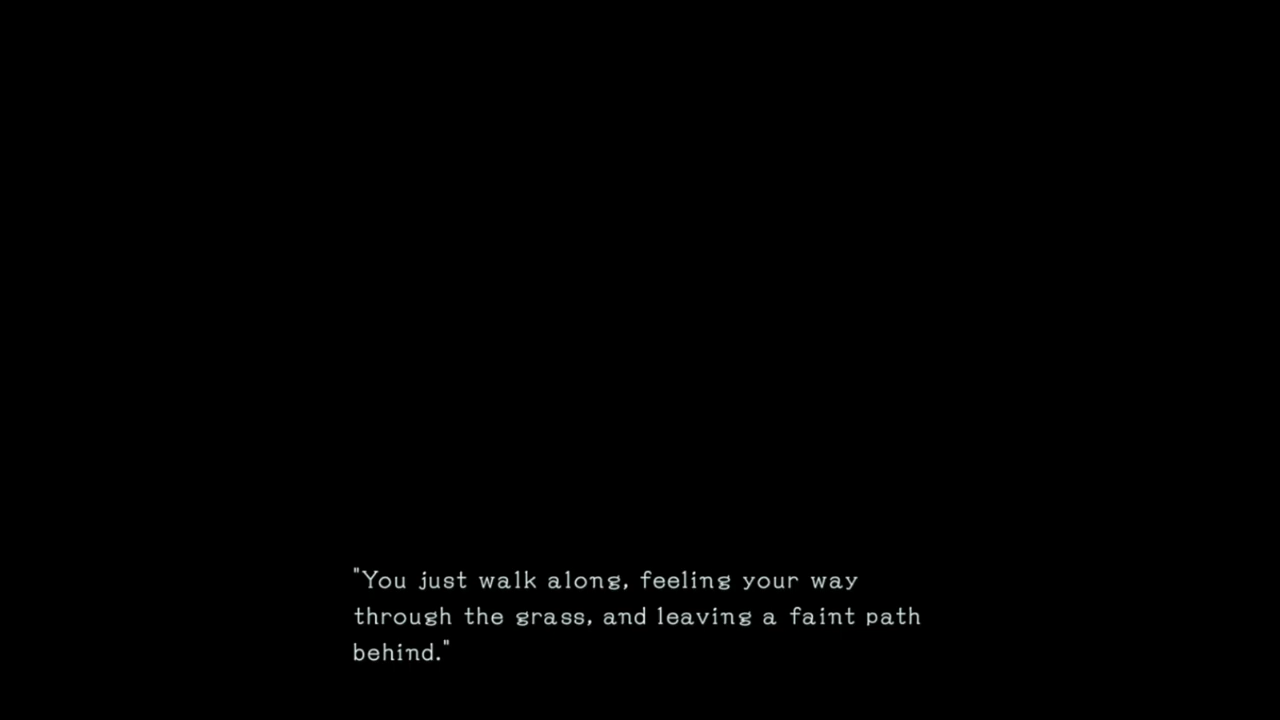 "You just walk along, feeling your way
through the grass, and leaving a faint path
behind."